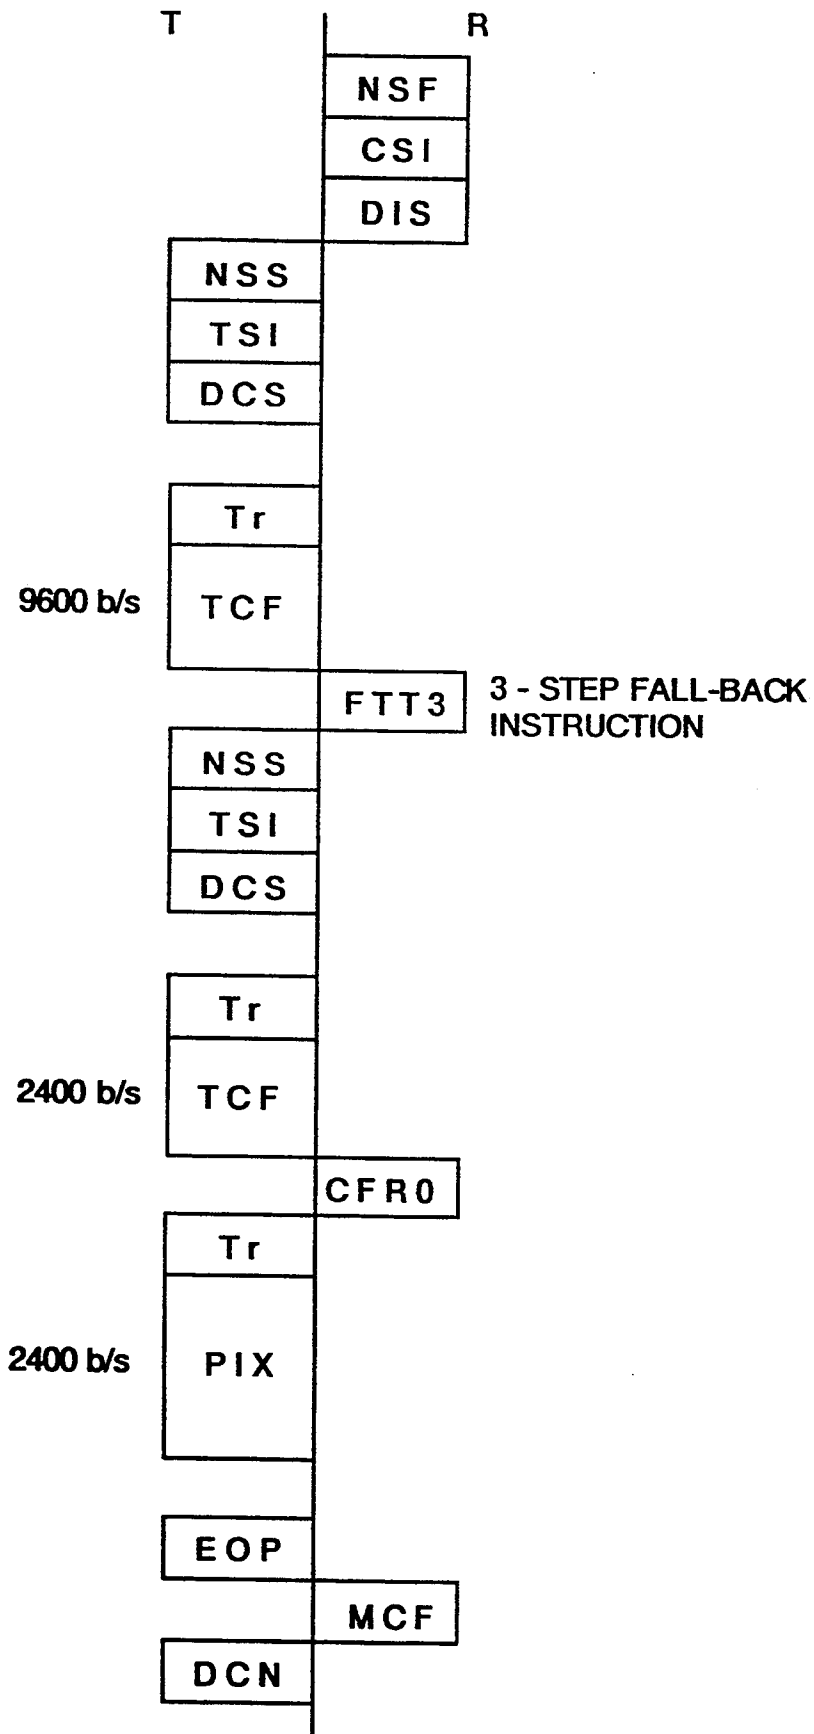 T R
NSF
CSI
DIS
NSS
TSI
DCS
Tr
9600 b/s TCF
FTT3 3 - STEP FALL-BACK
INSTRUCTION
NSS
TSI
DCS
Tr
2400 b/s TCF
CFR0
Tr
2400 b/s PIX
EOP
MCF
DCN